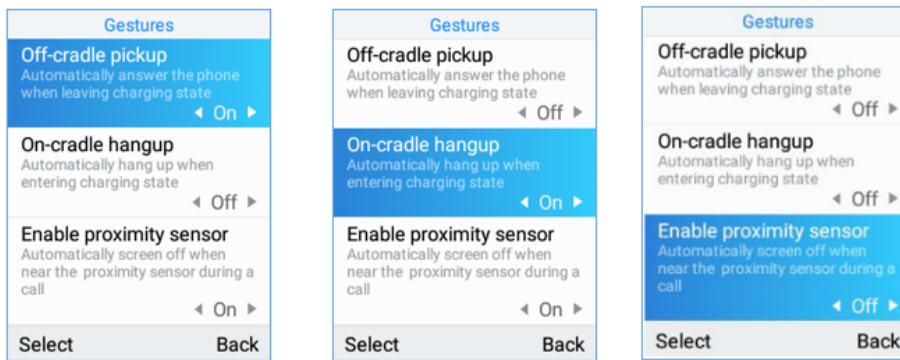 Gestures
Off-cradle pickup
Automatically answer the phone
when leaving charging state
On
On-cradle hangup
Automatically hang up when
entering charging state
Off
Enable proximity sensor
Automatically screen off when
near the proximity sensor during a
call
On
Select Back
Gestures
Off-cradle pickup
Automatically answer the phone
when leaving charging state
Off
On-cradle hangup
Automatically hang up when
entering charging state
On
Enable proximity sensor
Automatically screen off when
near the proximity sensor during a
call
On
Select Back
Gestures
Off-cradle pickup
Automatically answer the phone
when leaving charging state
Off
On-cradle hangup
Automatically hang up when
entering charging state
Off
Enable proximity sensor
Automatically screen off when
near the proximity sensor during a
call
Off
Select Back